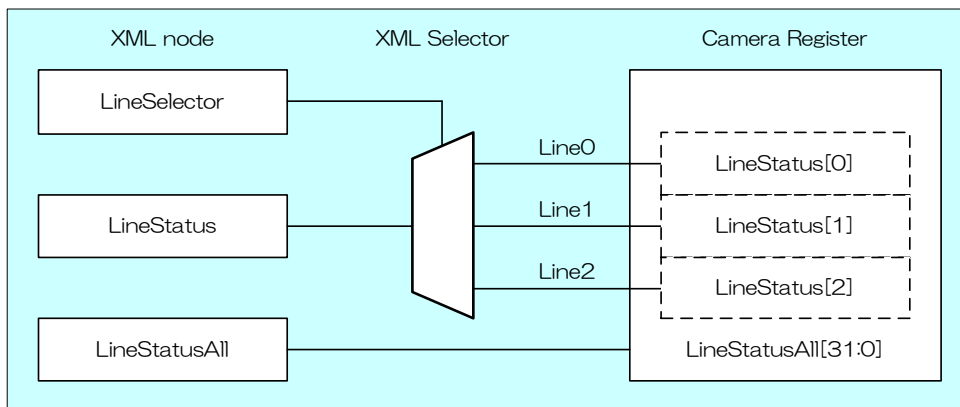 XML node
XML Selector
Camera Register
LineSelector
Line0
LineStatus[0]
LineStatus
Line1
LineStatus[1]
Line2
LineStatus[2]
LineStatusAll
LineStatusAll[31:0]